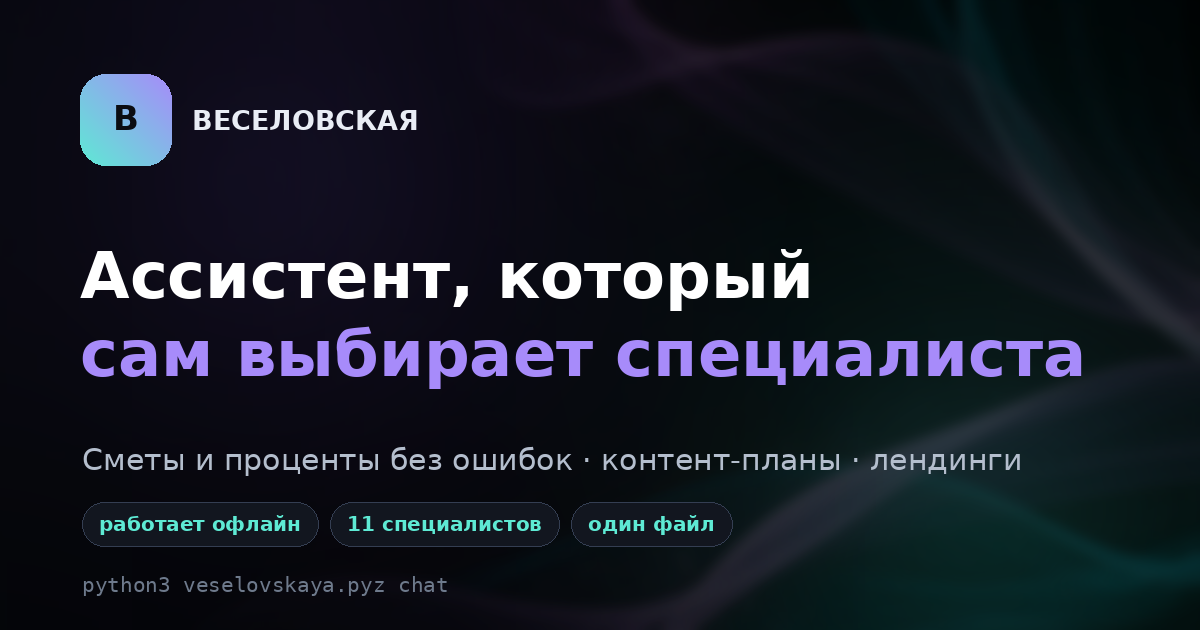 В
ВЕСЕЛОВСКАЯ
Ассистент, который
сам выбирает специалиста
Сметы и проценты без ошибок · контент-планы · лендинги
работает офлайн
11 специалистов
один файл
python3 veselovskaya.pyz chat